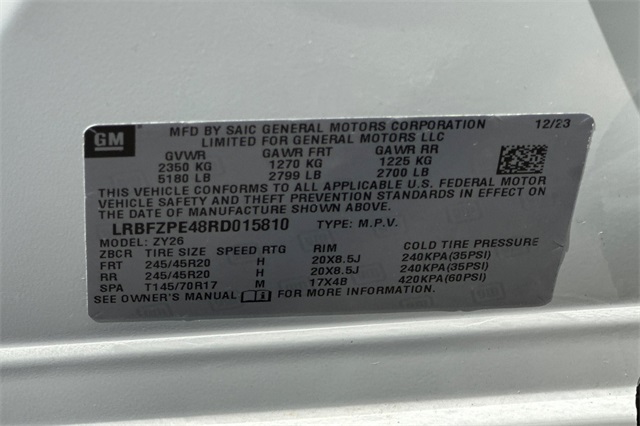 GM
MFD BY SAIC GENERAL MOTORS CORPORATION 12/23
LIMITED FOR GENERAL MOTORS LLC
GVWR GAWR FRT GAWR RR
2350 KG 1270 KG 1225 KG
5180 LB 2799 LB 2700 LB
THIS VEHICLE CONFORMS TO ALL APPLICABLE U.S. FEDERAL MOTOR
VEHICLE SAFETY AND THEFT PREVENTION STANDARDS IN EFFECT ON
THE DATE OF MANUFACTURE SHOWN ABOVE.
LRBFZPE48RD015810 TYPE: M.P.V.
MODEL: ZY26
ZBCR TIRE SIZE SPEED RTG RIM COLD TIRE PRESSURE
FRT 245/45R20 H 20X8.5J 240KPA(35PSI)
RR 245/45R20 H 20X8.5J 240KPA(35PSI)
SPA T145/70R17 M 17X4B 420KPA(60PSI)
SEE OWNER'S MANUAL FOR MORE INFORMATION.